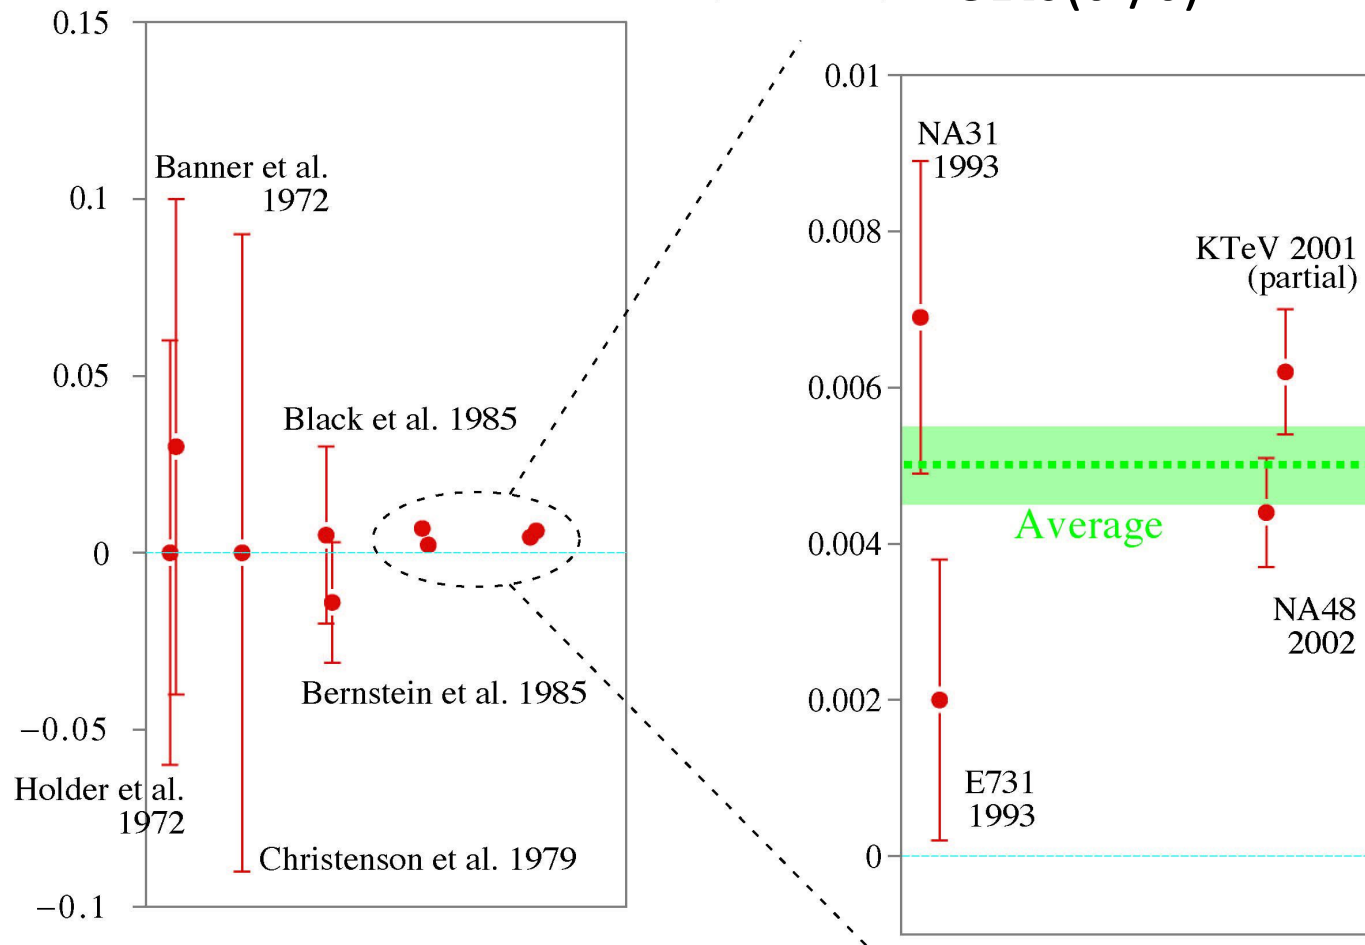 0.15
Banner et al.
1972
0.1
0.05
Black et al. 1985
0
Bernstein et al. 1985
−0.05
Holder et al.
1972
Christenson et al. 1979
−0.1
0.01
NA31
1993
0.008
KTeV 2001
(partial)
0.006
Average
0.004
NA48
2002
0.002
E731
1993
0